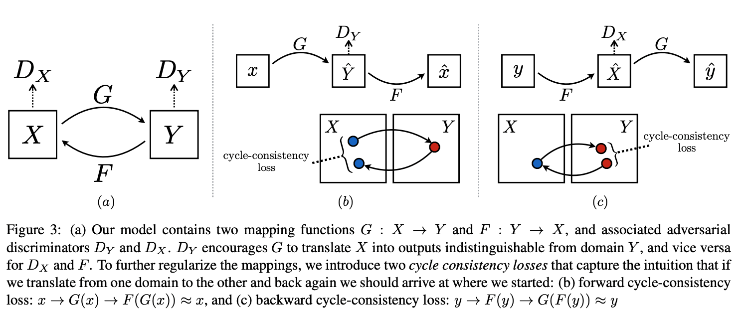 D_X
D_Y
G
X
Y
F
(a)
D_Y
G
x
Ŷ
x̂
F
X
Y
cycle-consistency
loss
(b)
D_X
G
y
X̂
ŷ
F
X
Y
cycle-consistency
loss
(c)
Figure 3: (a) Our model contains two mapping functions G : X → Y and F : Y → X, and associated adversarial
discriminators D_Y and D_X. D_Y encourages G to translate X into outputs indistinguishable from domain Y, and vice versa
for D_X and F. To further regularize the mappings, we introduce two cycle consistency losses that capture the intuition that if
we translate from one domain to the other and back again we should arrive at where we started: (b) forward cycle-consistency
loss: x → G(x) → F(G(x)) ≈ x, and (c) backward cycle-consistency loss: y → F(y) → G(F(y)) ≈ y